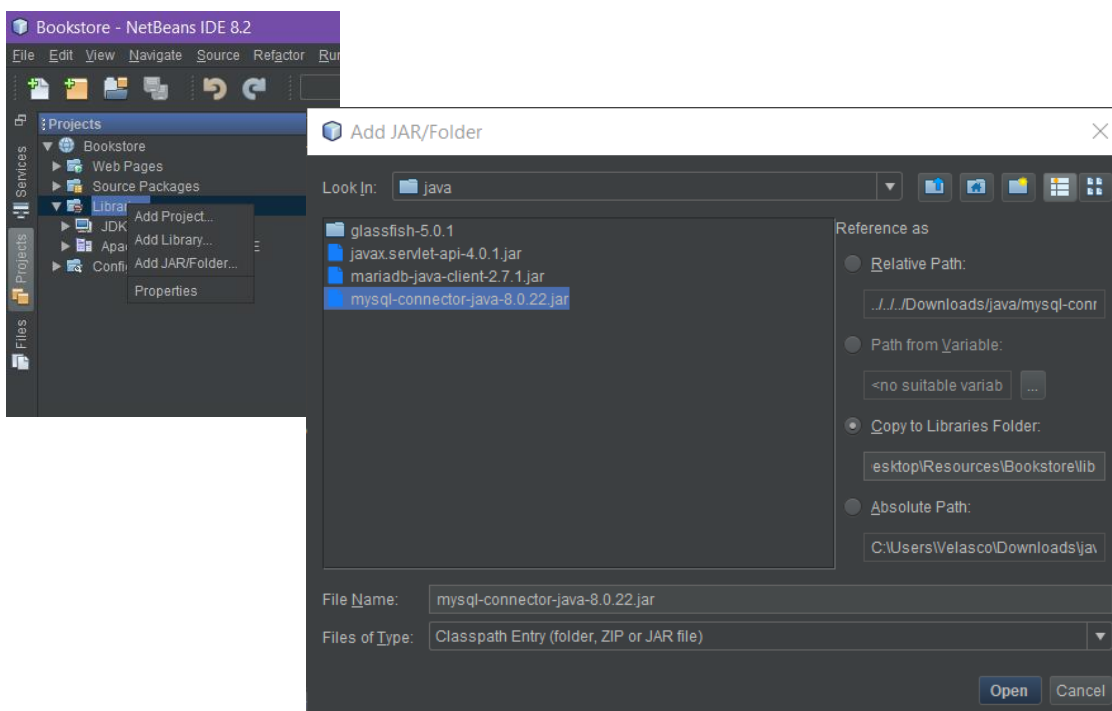 Bookstore - NetBeans IDE 8.2
File Edit View Navigate Source Refactor
Projects
Bookstore
Web Pages
Source Packages
JDK
Services
Projects
Files
Add Project...
Add Library...
Add JAR/Folder...
Properties
Add JAR/Folder
Look In: java
glassfish-5.0.1
javax.servlet-api-4.0.1.jar
mariadb-java-client-2.7.1.jar
mysql-connector-java-8.0.22.jar
Reference as
Relative Path:
../../../Downloads/java/mysql-conr
Path from Variable:
<no suitable variab ...
Copy to Libraries Folder:
esktop\Resources\Bookstore\lib
Absolute Path:
C:\Users\Velasco\Downloads\jav
File Name: mysql-connector-java-8.0.22.jar
Files of Type: Classpath Entry (folder, ZIP or JAR file)
Open Cancel